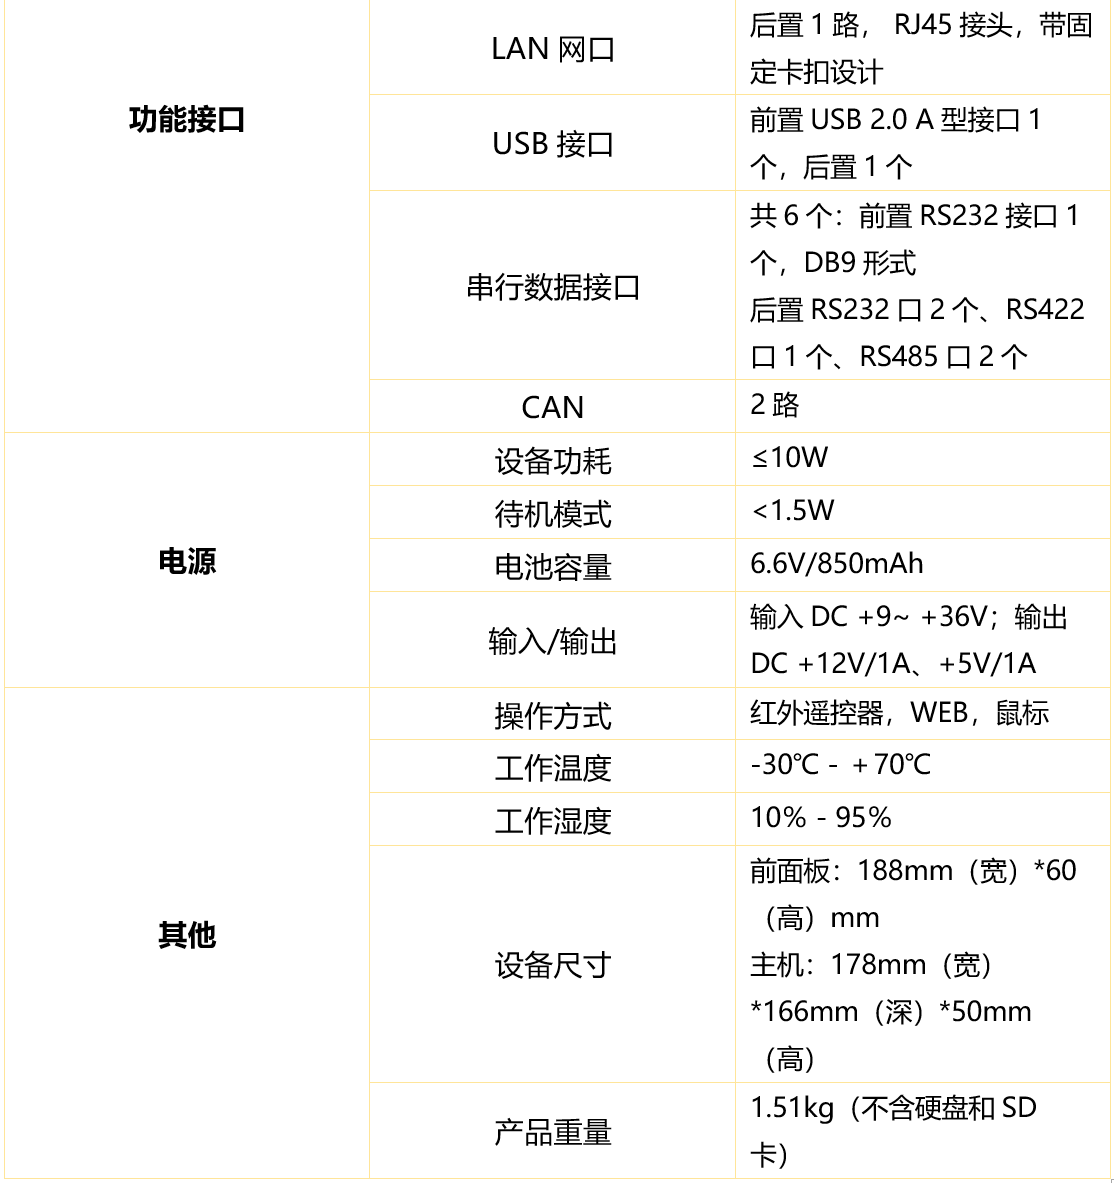 功能接口
LAN 网口
后置 1 路， RJ45 接头，带固
定卡扣设计
USB 接口
前置 USB 2.0 A 型接口 1
个，后置 1 个
串行数据接口
共 6 个：前置 RS232 接口 1
个，DB9 形式
后置 RS232 口 2 个、RS422
口 1 个、RS485 口 2 个
CAN
2 路
电源
设备功耗
≤10W
待机模式
<1.5W
电池容量
6.6V/850mAh
输入/输出
输入 DC +9~ +36V；输出
DC +12V/1A、+5V/1A
其他
操作方式
红外遥控器，WEB，鼠标
工作温度
-30℃ - ＋70℃
工作湿度
10% - 95%
设备尺寸
前面板：188mm（宽）*60
（高）mm
主机：178mm（宽）
*166mm（深）*50mm
（高）
产品重量
1.51kg（不含硬盘和 SD
卡）